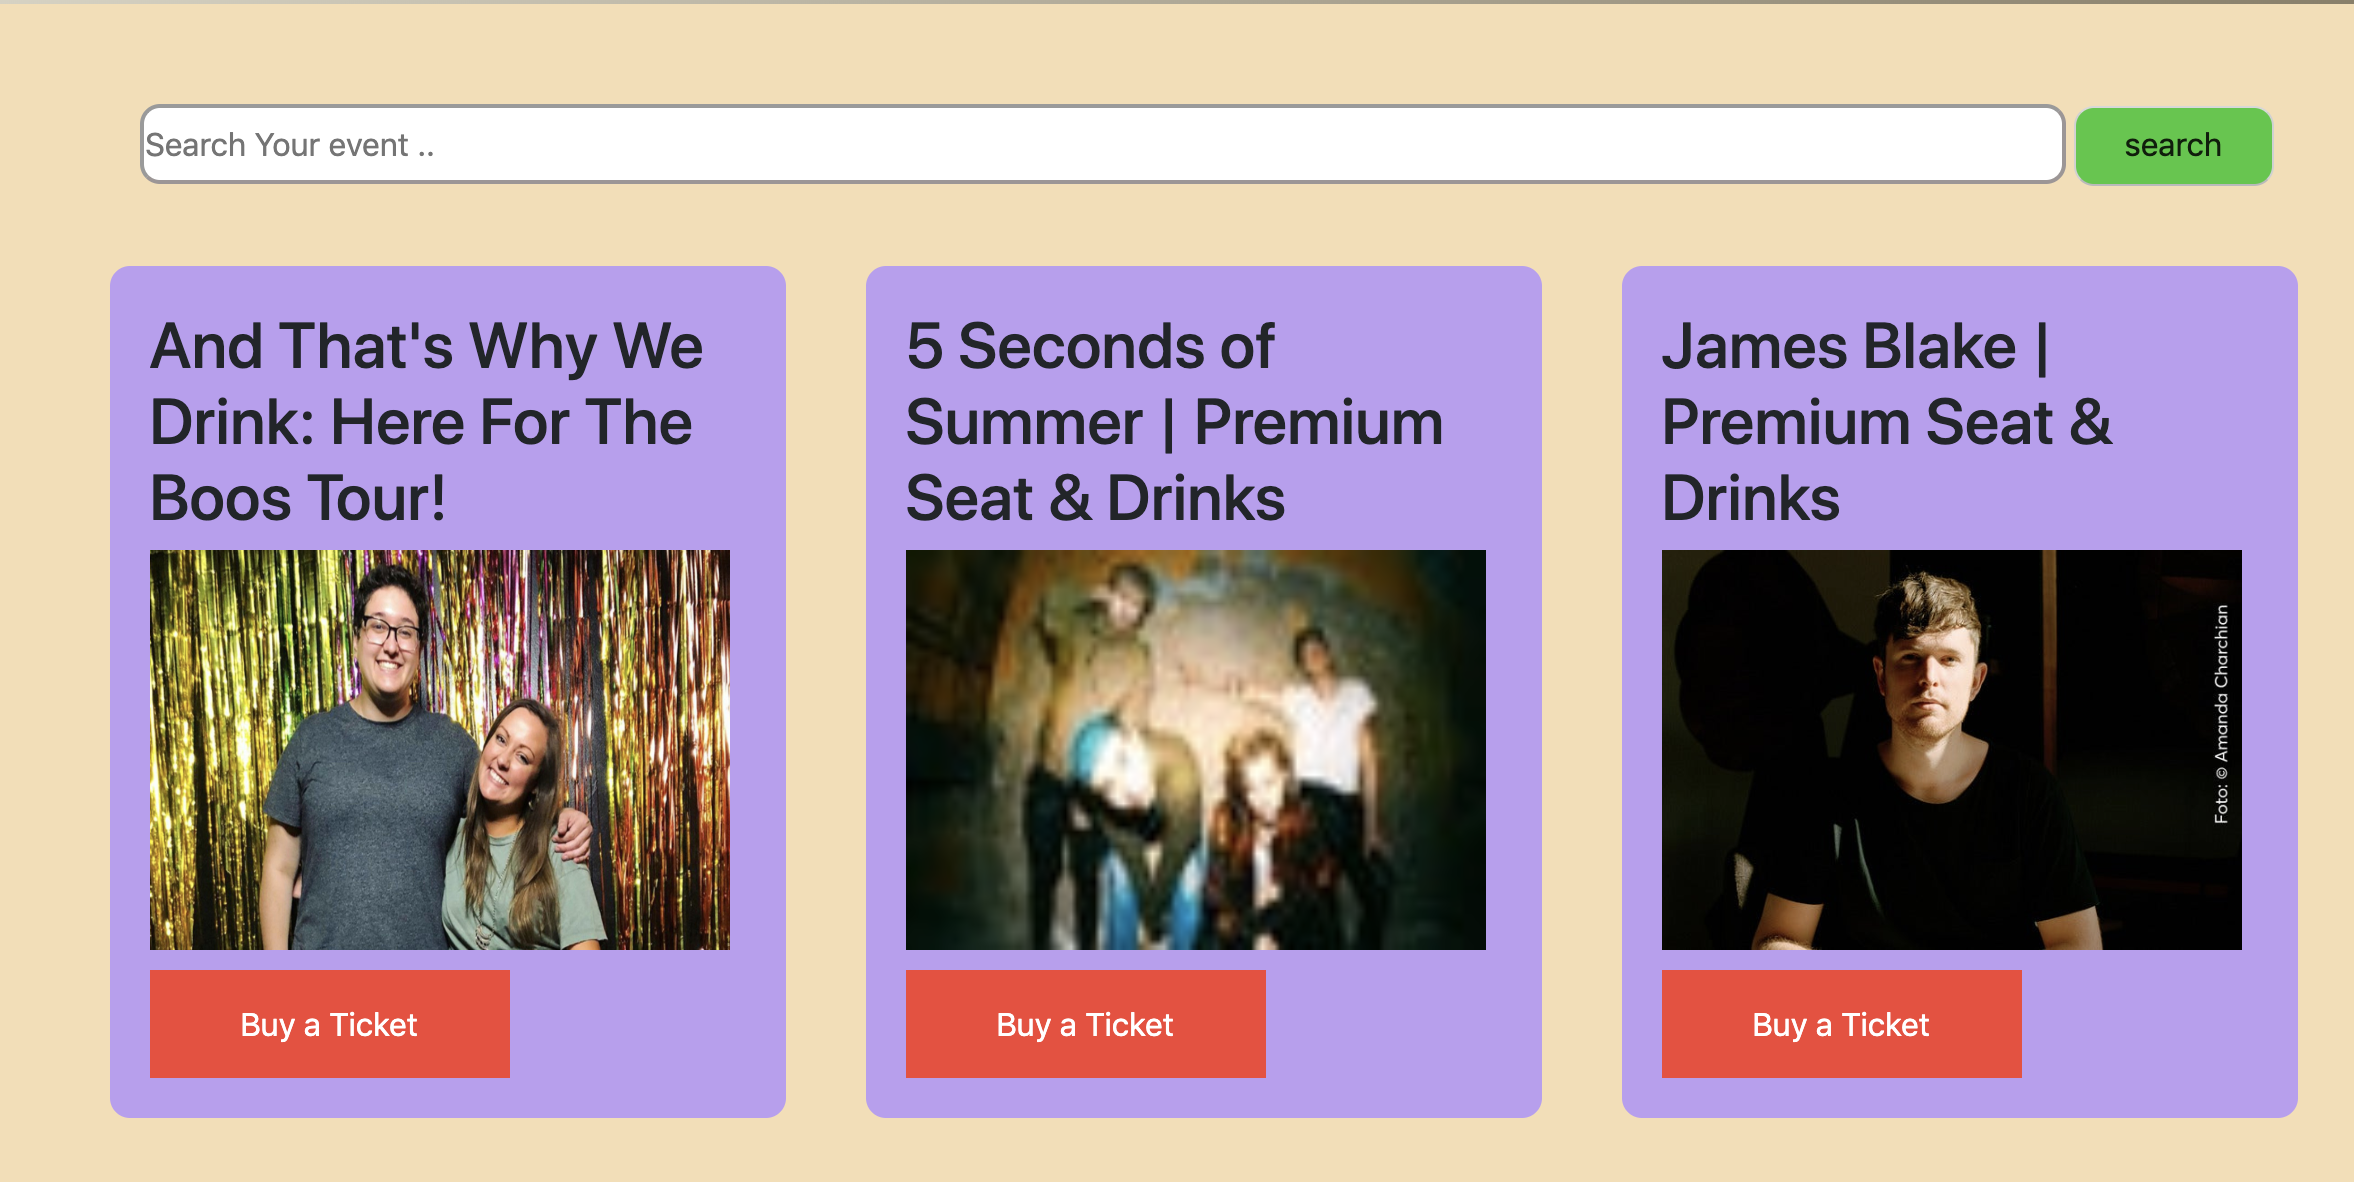 Search Your event ..
search
And That's Why We
Drink: Here For The
Boos Tour!
Buy a Ticket
5 Seconds of
Summer | Premium
Seat & Drinks
Buy a Ticket
James Blake |
Premium Seat &
Drinks
Foto: © Amanda Charchian
Buy a Ticket